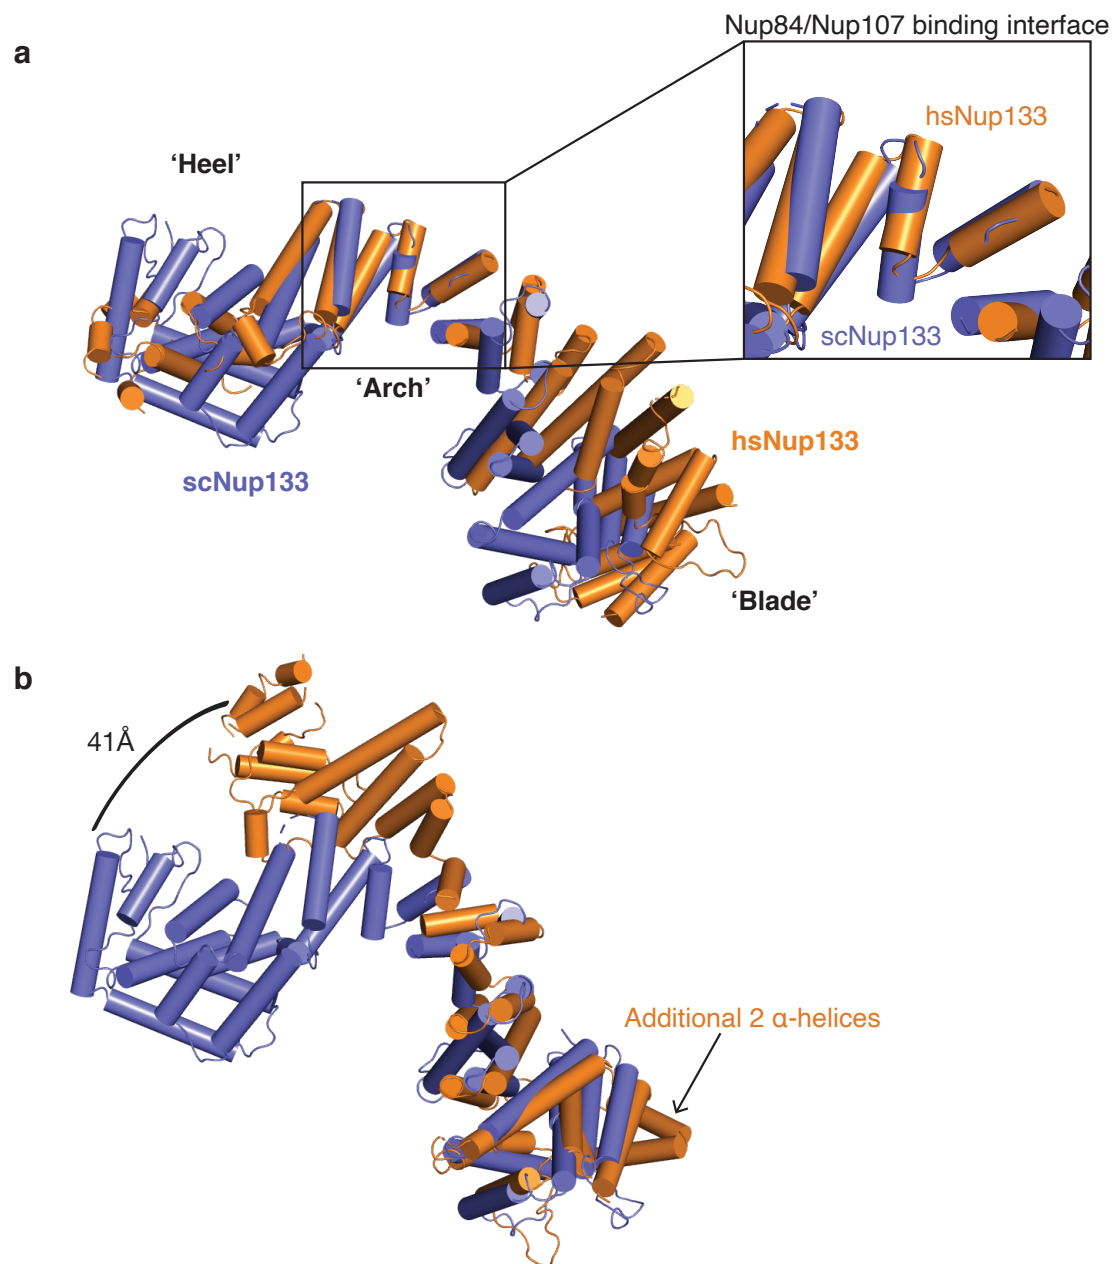 Nup84/Nup107 binding interface
a
hsNup133
‘Heel’
scNup133
‘Arch’
hsNup133
scNup133
‘Blade’
b
41Å
Additional 2 α-helices